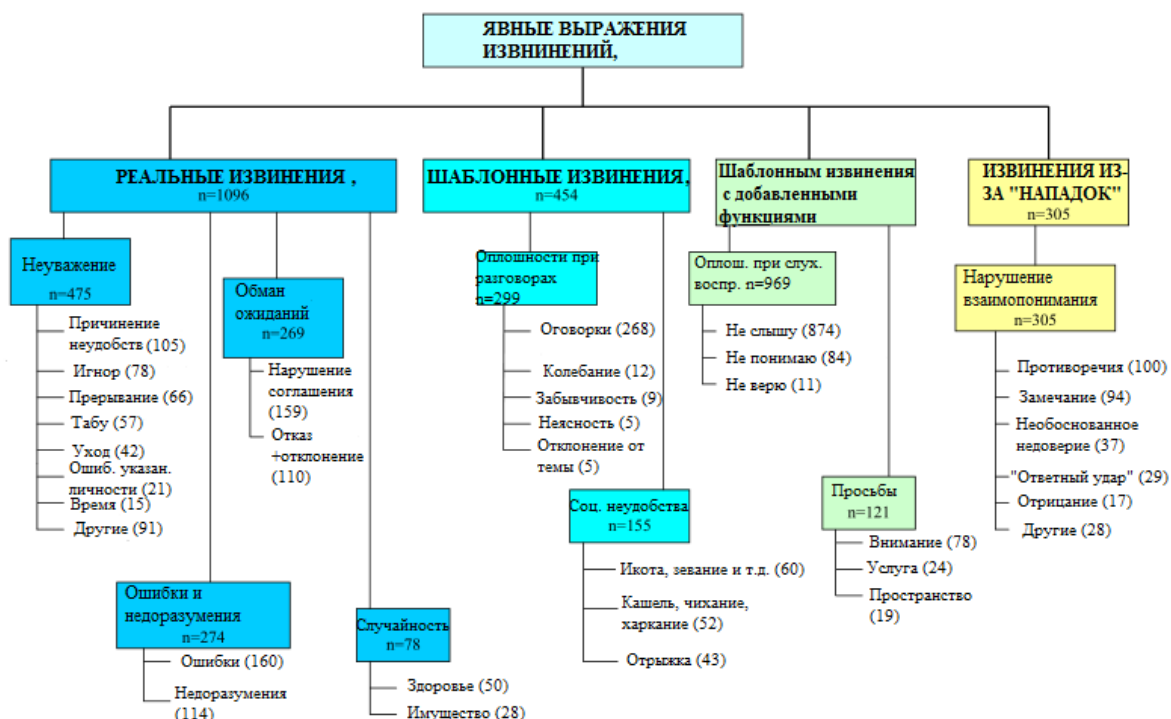 ЯВНЫЕ ВЫРАЖЕНИЯ
ИЗВНИНЕНИЙ,
РЕАЛЬНЫЕ ИЗВИНЕНИЯ ,
n=1096
Неуважение
n=475
Причинение
неудобств (105)
Игнор (78)
Прерывание (66)
Табу (57)
Уход (42)
Ошиб. указан.
личности (21)
Время (15)
Другие (91)
Ошибки и
недоразумения
n=274
Ошибки (160)
Недоразумения
(114)
Обман
ожиданий
n=269
Нарушение
соглашения
(159)
Отказ
+отклонение
(110)
Случайность
n=78
Здоровье (50)
Имущество (28)
ШАБЛОННЫЕ ИЗВИНЕНИЯ,
n=454
Оплошности при
разговорах
n=299
Оговорки (268)
Колебание (12)
Забывчивость (9)
Неясность (5)
Отклонение от
темы (5)
Соц. неудобства
n=155
Икота, зевание и т.д. (60)
Кашель, чихание,
харкание (52)
Отрыжка (43)
Шаблонным извинения
с добавленными
функциями
Оплош. при слух.
воспр. n=969
Не слышу (874)
Не понимаю (84)
Не верю (11)
Просьбы
n=121
Внимание (78)
Услуга (24)
Пространство
(19)
ИЗВИНЕНИЯ ИЗ-
ЗА "НАПАДОК"
n=305
Нарушение
взаимопонимания
n=305
Противоречия (100)
Замечание (94)
Необоснованное
недоверие (37)
"Ответный удар" (29)
Отрицание (17)
Другие (28)